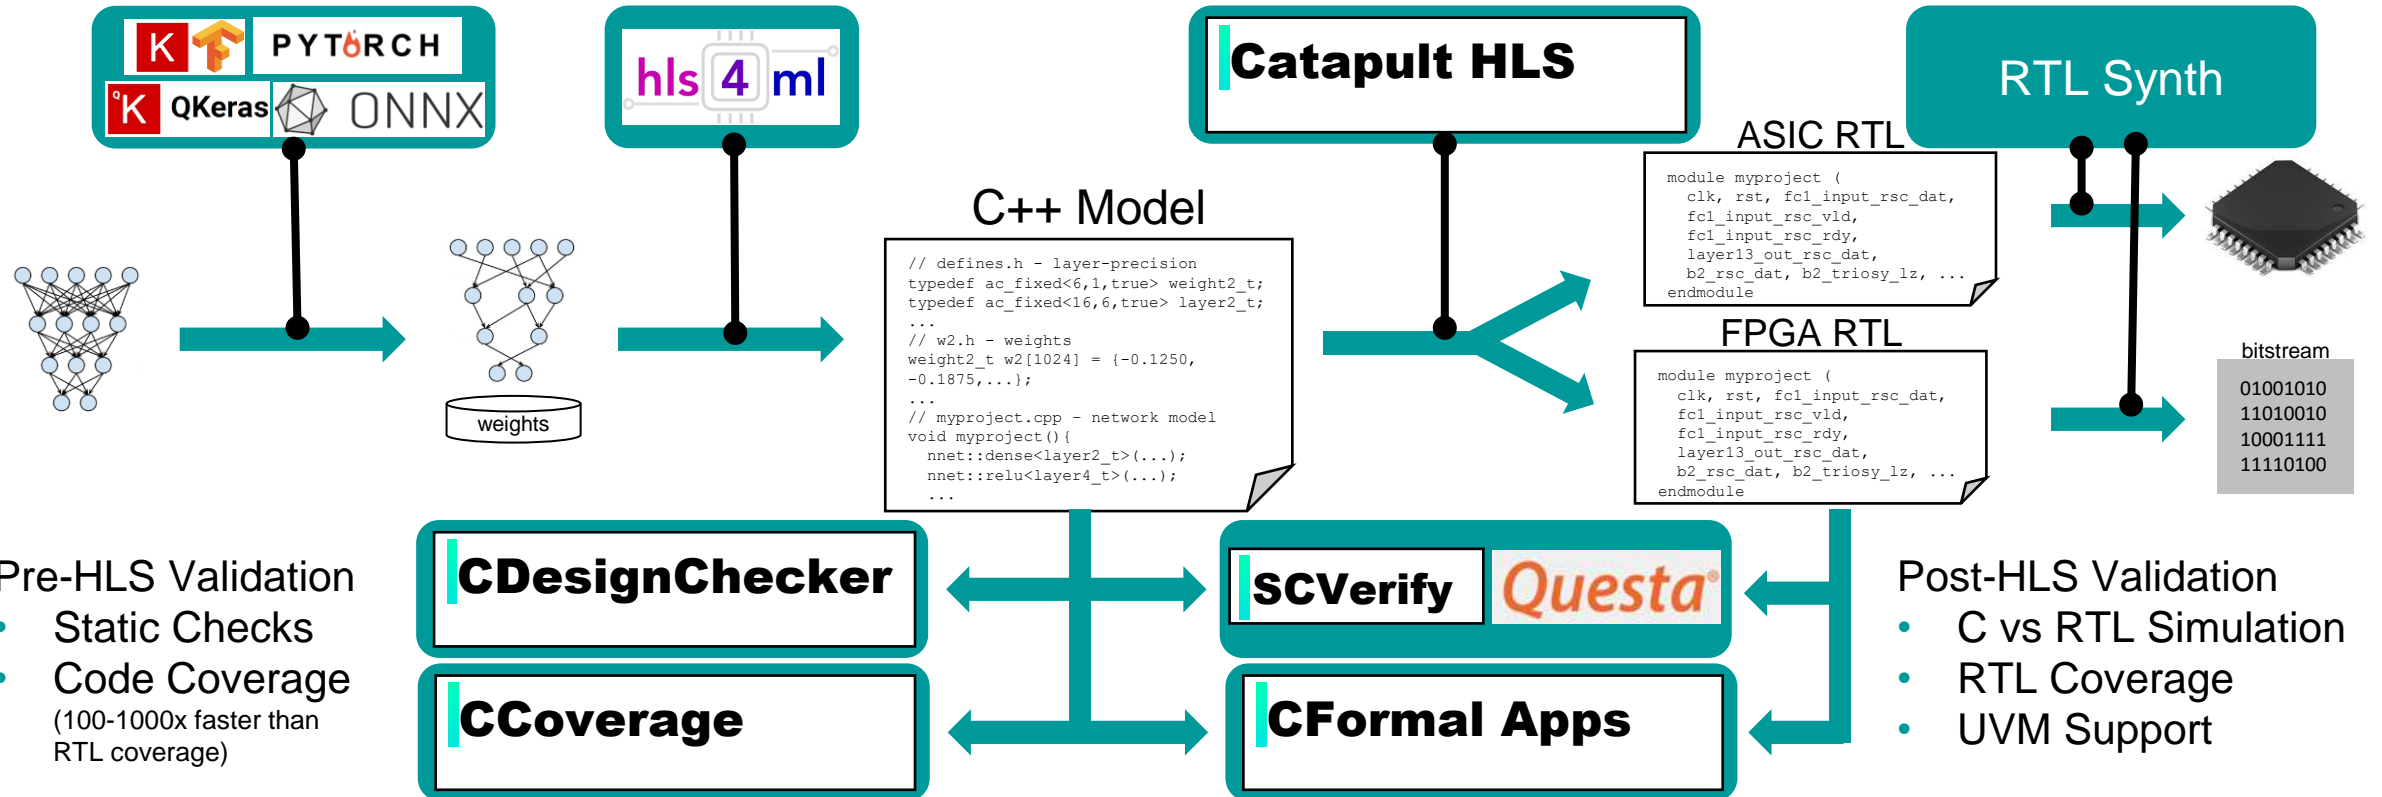 K
PYTORCH
QK
QKeras
ONNX
hls 4 ml
Catapult HLS
RTL Synth
weights
C++ Model
// defines.h - layer-precision
typedef ac_fixed<6,1,true> weight2_t;
typedef ac_fixed<16,6,true> layer2_t;
...
// w2.h - weights
weight2_t w2[1024] = {-0.1250,
-0.1875,...};
...
// myproject.cpp – network model
void myproject(){
nnet::dense<layer2_t>(...);
nnet::relu<layer4_t>(...);
...
ASIC RTL
module myproject (
clk, rst, fc1_input_rsc_dat,
fc1_input_rsc_vld,
fc1_input_rsc_rdy,
layer13_out_rsc_dat,
b2_rsc_dat, b2_triosy_lz, ...
endmodule
FPGA RTL
module myproject (
clk, rst, fc1_input_rsc_dat,
fc1_input_rsc_vld,
fc1_input_rsc_rdy,
layer13_out_rsc_dat,
b2_rsc_dat, b2_triosy_lz, ...
endmodule
bitstream
01001010
11010010
10001111
11110100
Pre-HLS Validation
• Static Checks
• Code Coverage
(100-1000x faster than
RTL coverage)
CDesignChecker
CCoverage
SCVerify
Questa®
CFormal Apps
Post-HLS Validation
• C vs RTL Simulation
• RTL Coverage
• UVM Support